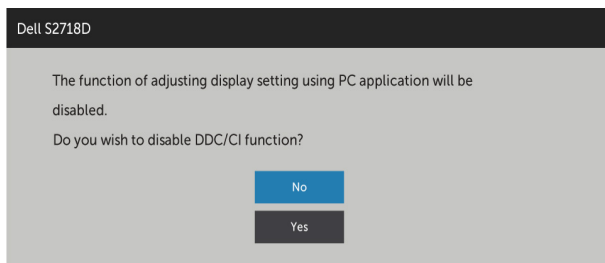 Dell S2718D
The function of adjusting display setting using PC application will be
disabled.
Do you wish to disable DDC/CI function?
No
Yes